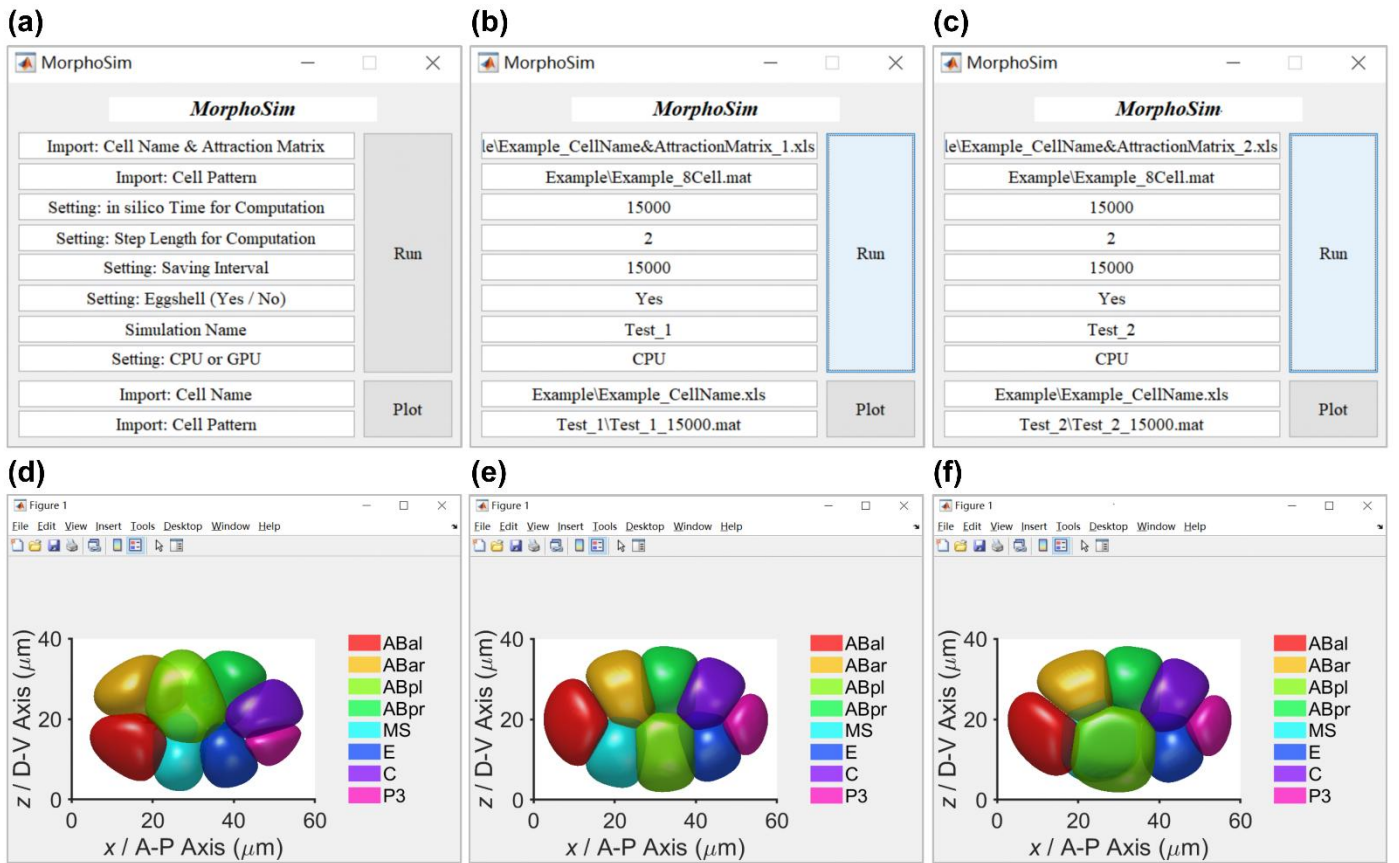 (a)
MorphoSim
MorphoSim
Import: Cell Name & Attraction Matrix
Import: Cell Pattern
Setting: in silico Time for Computation
Setting: Step Length for Computation
Setting: Saving Interval
Setting: Eggshell (Yes / No)
Simulation Name
Setting: CPU or GPU
Run
Import: Cell Name
Import: Cell Pattern
Plot
(b)
MorphoSim
MorphoSim
le\Example_CellName&AttractionMatrix_1.xls
Example\Example_8Cell.mat
15000
2
15000
Yes
Test_1
CPU
Run
Example\Example_CellName.xls
Test_1\Test_1_15000.mat
Plot
(c)
MorphoSim
MorphoSim
le\Example_CellName&AttractionMatrix_2.xls
Example\Example_8Cell.mat
15000
2
15000
Yes
Test_2
CPU
Run
Example\Example_CellName.xls
Test_2\Test_2_15000.mat
Plot
(d)
Figure 1
File Edit View Insert Tools Desktop Window Help
z / D-V Axis (μm)
40
20
0
0 20 40 60
x / A-P Axis (μm)
ABal
ABar
ABpl
ABpr
MS
E
C
P3
(e)
Figure 1
File Edit View Insert Tools Desktop Window Help
z / D-V Axis (μm)
40
20
0
0 20 40 60
x / A-P Axis (μm)
ABal
ABar
ABpl
ABpr
MS
E
C
P3
(f)
Figure 1
File Edit View Insert Tools Desktop Window Help
z / D-V Axis (μm)
40
20
0
0 20 40 60
x / A-P Axis (μm)
ABal
ABar
ABpl
ABpr
MS
E
C
P3